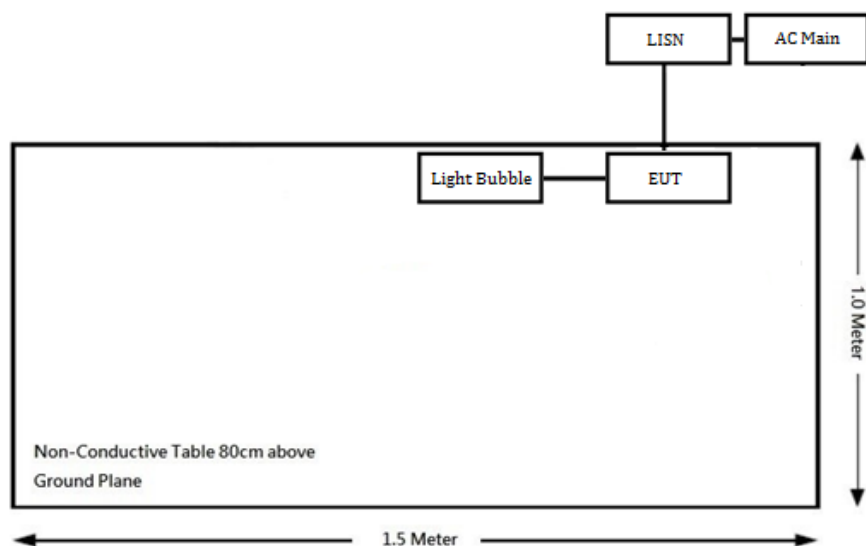 LISN
AC Main
Light Bubble
EUT
1.0 Meter
Non-Conductive Table 80cm above
Ground Plane
1.5 Meter